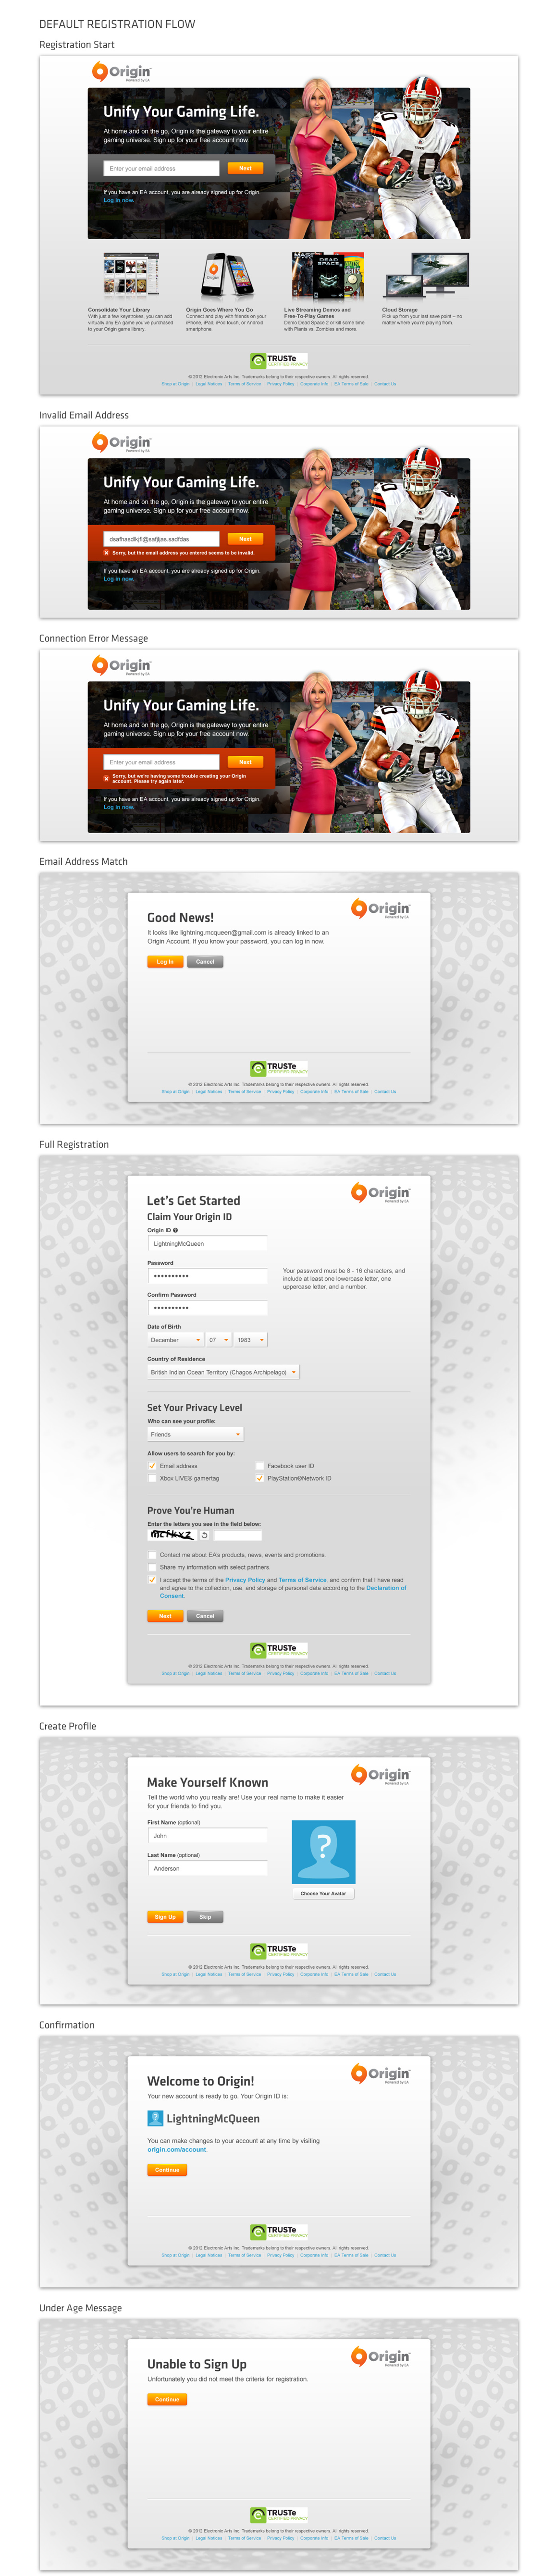 DEFAULT REGISTRATION FLOW
Registration Start
Origin
Powered by EA
Unify Your Gaming Life.
At home and on the go, Origin is the gateway to your entire
gaming universe. Sign up for your free account now.
Enter your email address
Next
If you have an EA account, you are already signed up for Origin.
Log in now.
Consolidate Your Library
With just a few keystrokes, you can add
virtually any EA game you've purchased
to your Origin game library.
Origin Goes Where You Go
Connect and play with friends on your
iPhone, iPad, iPod touch, or Android
smartphone.
DEAD SPACE
Live Streaming Demos and
Free-To-Play Games
Demo Dead Space 2 or kill some time
with Plants vs. Zombies and more.
Cloud Storage
Pick up from your last save point – no
matter where you're playing from
TRUSTe
CERTIFIED PRIVACY
© 2012 Electronic Arts Inc. Trademarks belong to their respective owners. All rights reserved.
Shop at Origin | Legal Notices | Terms of Service | Privacy Policy | Corporate Info | EA Terms of Sale | Contact Us
Invalid Email Address
Origin
Powered by EA
Unify Your Gaming Life.
At home and on the go, Origin is the gateway to your entire
gaming universe. Sign up for your free account now.
Next
Sorry, but the email address you entered seems to be invalid.
If you have an EA account, you are already signed up for Origin.
Log in now.
Connection Error Message
Origin
Powered by EA
Unify Your Gaming Life.
At home and on the go, Origin is the gateway to your entire
gaming universe. Sign up for your free account now.
Enter your email address
Next
Sorry, but we're having some trouble creating your Origin
account. Please try again later.
If you have an EA account, you are already signed up for Origin.
Log in now.
Email Address Match
Origin
Powered by EA
Good News!
It looks like lightning.mcqueen@gmail.com is already linked to an
Origin Account. If you know your password, you can log in now.
Log In
Cancel
TRUSTe
CERTIFIED PRIVACY
© 2012 Electronic Arts Inc. Trademarks belong to their respective owners. All rights reserved.
Shop at Origin | Legal Notices | Terms of Service | Privacy Policy | Corporate Info | EA Terms of Sale | Contact Us
Full Registration
Origin
Powered by EA
Let's Get Started
Claim Your Origin ID
Origin ID ?
LightningMcQueen
Password
Your password must be 8 - 16 characters, and
include at least one lowercase letter, one
uppercase letter, and a number.
Confirm Password
Date of Birth
December 07 1983
Country of Residence
British Indian Ocean Territory (Chagos Archipelago)
Set Your Privacy Level
Who can see your profile:
Friends
Allow users to search for you by:
Email address
Facebook user ID
Xbox LIVE® gamertag
PlayStation®Network ID
Prove You're Human
Enter the letters you see in the field below:
Contact me about EA's products, news, events and promotions.
Share my information with select partners.
I accept the terms of the Privacy Policy and Terms of Service, and confirm that I have read
and agree to the collection, use, and storage of personal data according to the Declaration of
Consent.
Next
Cancel
TRUSTe
CERTIFIED PRIVACY
© 2012 Electronic Arts Inc. Trademarks belong to their respective owners. All rights reserved.
Shop at Origin | Legal Notices | Terms of Service | Privacy Policy | Corporate Info | EA Terms of Sale | Contact Us
Create Profile
Origin
Powered by EA
Make Yourself Known
Tell the world who you really are! Use your real name to make it easier
for your friends to find you.
First Name (optional)
John
Last Name (optional)
Anderson
?
Choose Your Avatar
Sign Up
Skip
TRUSTe
CERTIFIED PRIVACY
© 2012 Electronic Arts Inc. Trademarks belong to their respective owners. All rights reserved.
Shop at Origin | Legal Notices | Terms of Service | Privacy Policy | Corporate Info | EA Terms of Sale | Contact Us
Confirmation
Origin
Powered by EA
Welcome to Origin!
Your new account is ready to go. Your Origin ID is:
LightningMcQueen
You can make changes to your account at any time by visiting
origin.com/account.
Continue
TRUSTe
CERTIFIED PRIVACY
© 2012 Electronic Arts Inc. Trademarks belong to their respective owners. All rights reserved.
Shop at Origin | Legal Notices | Terms of Service | Privacy Policy | Corporate Info | EA Terms of Sale | Contact Us
Under Age Message
Origin
Powered by EA
Unable to Sign Up
Unfortunately you did not meet the criteria for registration.
Continue
TRUSTe
CERTIFIED PRIVACY
© 2012 Electronic Arts Inc. Trademarks belong to their respective owners. All rights reserved.
Shop at Origin | Legal Notices | Terms of Service | Privacy Policy | Corporate Info | EA Terms of Sale | Contact Us